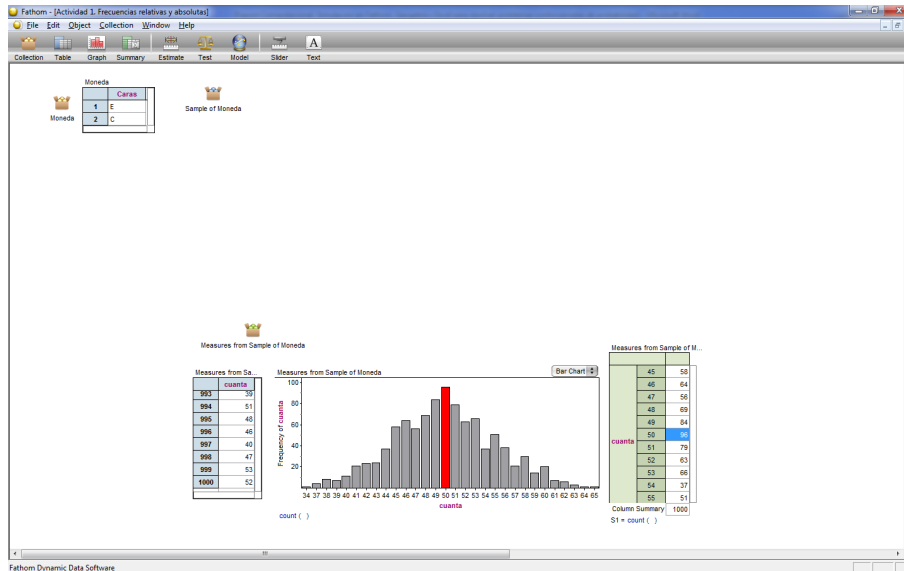 Fathom - [Actividad 1. Frecuencias relativas y absolutas]
File Edit Object Collection Window Help
Collection Table Graph Summary Estimate Test Model Slider Text
Moneda
Caras
1 E
2 C
Moneda
Sample of Moneda
Measures from Sample of Moneda
Measures from Sa...
cuanta
993 39
994 51
995 48
996 46
997 40
998 47
999 53
1000 52
Measures from Sample of Moneda
Bar Chart
Frequency of cuanta
100
80
60
40
20
34 37 38 39 40 41 42 43 44 45 46 47 48 49 50 51 52 53 54 55 56 57 58 59 60 61 62 63 64 65
cuanta
count ( )
Measures from Sample of M...
cuanta
45 58
46 64
47 56
48 69
49 84
50 96
51 79
52 63
53 66
54 37
55 51
Column Summary 1000
S1 = count ( )
Fathom Dynamic Data Software